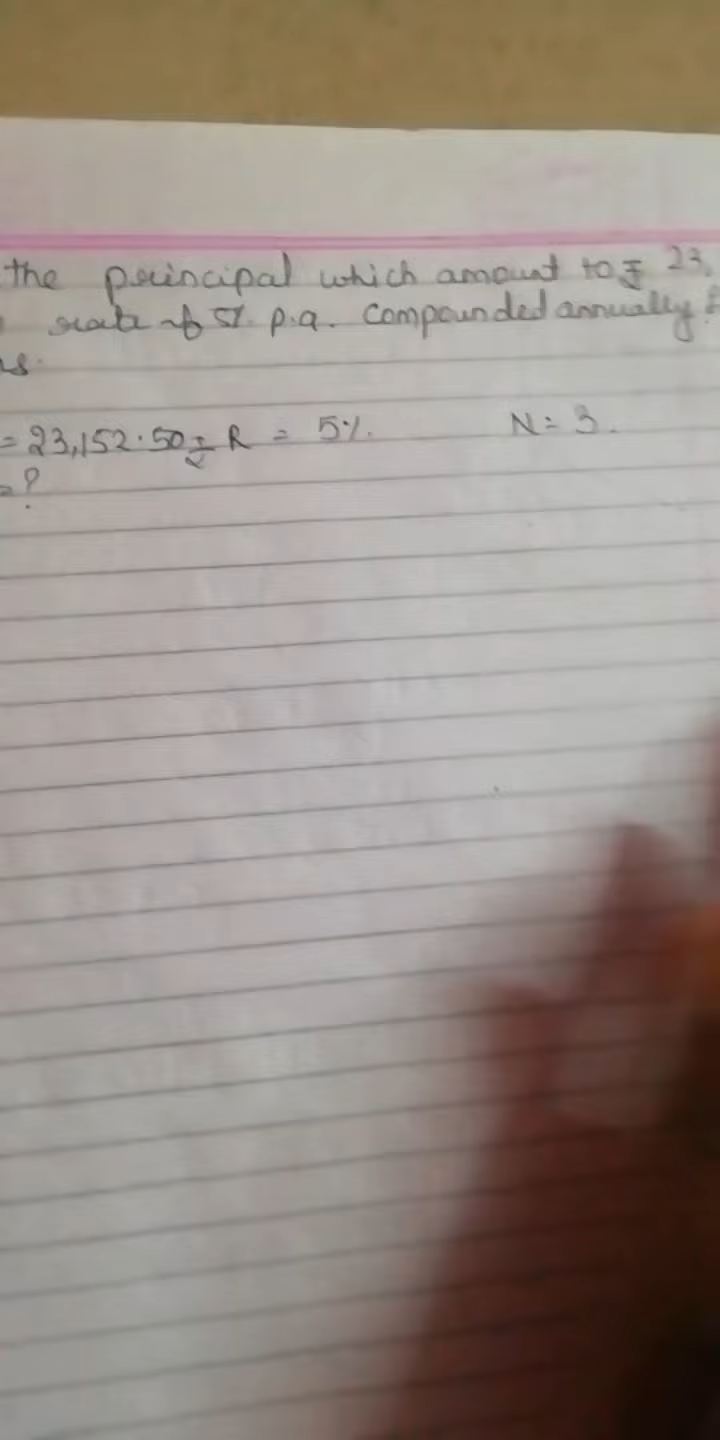 the principal which amount to ₹ 23,
rate of 5% p.a. compounded annually
= 23,152.50 ₹ R = 5%. N = 3.
= ?